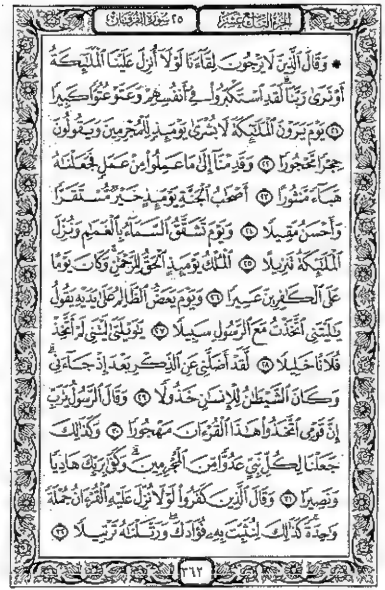 الجزء التاسع عشر ٢٥ سورة الفرقان
۞ وَقَالَ ٱلَّذِينَ لَا يَرْجُونَ لِقَآءَنَا لَوْلَآ أُنزِلَ عَلَيْنَا ٱلْمَلَٰٓئِكَةُ
أَوْ نَرَىٰ رَبَّنَا ۗ لَقَدِ ٱسْتَكْبَرُوا۟ فِىٓ أَنفُسِهِمْ وَعَتَوْ عُتُوًّا كَبِيرًا
٢١ يَوْمَ يَرَوْنَ ٱلْمَلَٰٓئِكَةَ لَا بُشْرَىٰ يَوْمَئِذٍ لِّلْمُجْرِمِينَ وَيَقُولُونَ
حِجْرًا مَّحْجُورًا ٢٢ وَقَدِمْنَآ إِلَىٰ مَا عَمِلُوا۟ مِنْ عَمَلٍ فَجَعَلْنَٰهُ
هَبَآءً مَّنثُورًا ٢٣ أَصْحَٰبُ ٱلْجَنَّةِ يَوْمَئِذٍ خَيْرٌ مُّسْتَقَرًّا
وَأَحْسَنُ مَقِيلًا ٢٤ وَيَوْمَ تَشَقَّقُ ٱلسَّمَآءُ بِٱلْغَمَٰمِ وَنُزِّلَ
ٱلْمَلَٰٓئِكَةُ تَنزِيلًا ٢٥ ٱلْمُلْكُ يَوْمَئِذٍ ٱلْحَقُّ لِلرَّحْمَٰنِ ۚ وَكَانَ يَوْمًا
عَلَى ٱلْكَٰفِرِينَ عَسِيرًا ٢٦ وَيَوْمَ يَعَضُّ ٱلظَّالِمُ عَلَىٰ يَدَيْهِ يَقُولُ
يَٰلَيْتَنِى ٱتَّخَذْتُ مَعَ ٱلرَّسُولِ سَبِيلًا ٢٧ يَٰوَيْلَتَىٰ لَيْتَنِى لَمْ أَتَّخِذْ
فُلَانًا خَلِيلًا ٢٨ لَّقَدْ أَضَلَّنِى عَنِ ٱلذِّكْرِ بَعْدَ إِذْ جَآءَنِى ۗ
وَكَانَ ٱلشَّيْطَٰنُ لِلْإِنسَٰنِ خَذُولًا ٢٩ وَقَالَ ٱلرَّسُولُ يَٰرَبِّ
إِنَّ قَوْمِى ٱتَّخَذُوا۟ هَٰذَا ٱلْقُرْءَانَ مَهْجُورًا ٣٠ وَكَذَٰلِكَ
جَعَلْنَا لِكُلِّ نَبِىٍّ عَدُوًّا مِّنَ ٱلْمُجْرِمِينَ ۗ وَكَفَىٰ بِرَبِّكَ هَادِيًا
وَنَصِيرًا ٣١ وَقَالَ ٱلَّذِينَ كَفَرُوا۟ لَوْلَا نُزِّلَ عَلَيْهِ ٱلْقُرْءَانُ جُمْلَةً
وَٰحِدَةً ۚ كَذَٰلِكَ لِنُثَبِّتَ بِهِۦ فُؤَادَكَ ۖ وَرَتَّلْنَٰهُ تَرْتِيلًا ٣٢
٣٦٢